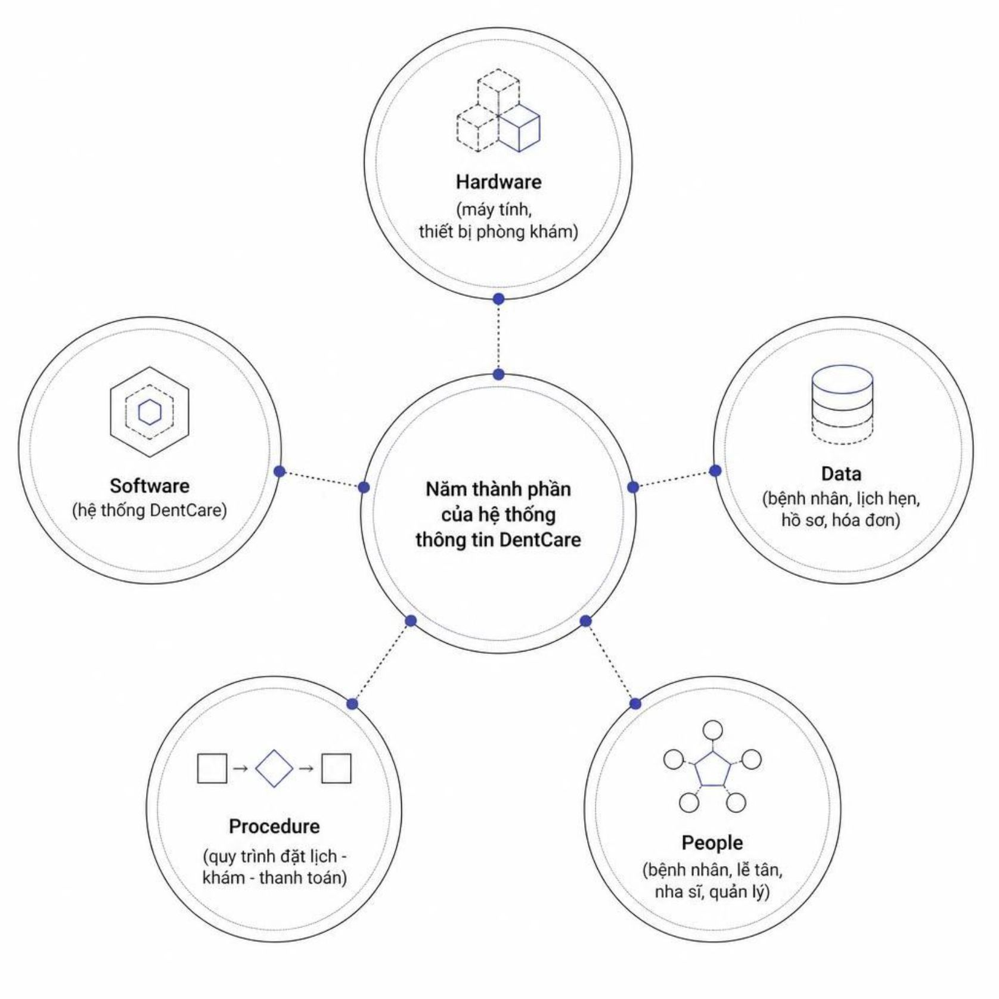 Hardware
(máy tính,
thiết bị phòng khám)
Software
(hệ thống DentCare)
Data
(bệnh nhân, lịch hẹn,
hồ sơ, hóa đơn)
Năm thành phần
của hệ thống
thông tin DentCare
Procedure
(quy trình đặt lịch -
khám - thanh toán)
People
(bệnh nhân, lễ tân,
nha sĩ, quản lý)